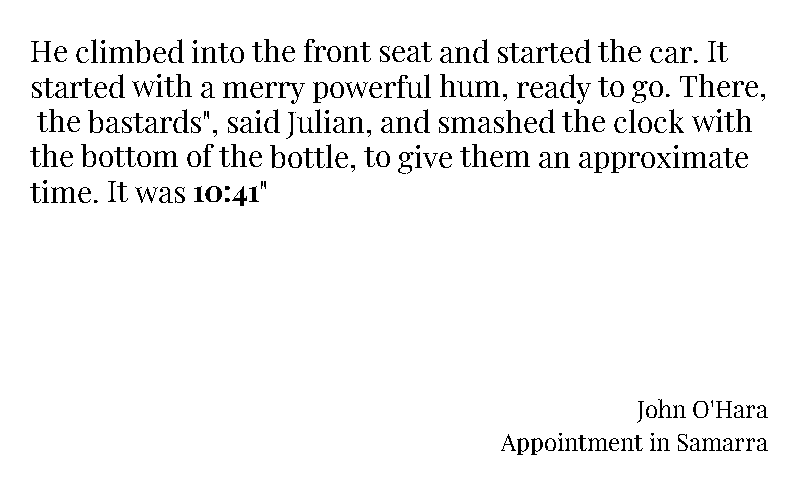 He climbed into the front seat and started the car. It
started with a merry powerful hum, ready to go. There,
the bastards", said Julian, and smashed the clock with
the bottom of the bottle, to give them an approximate
time. It was 10:41"
John O'Hara
Appointment in Samarra